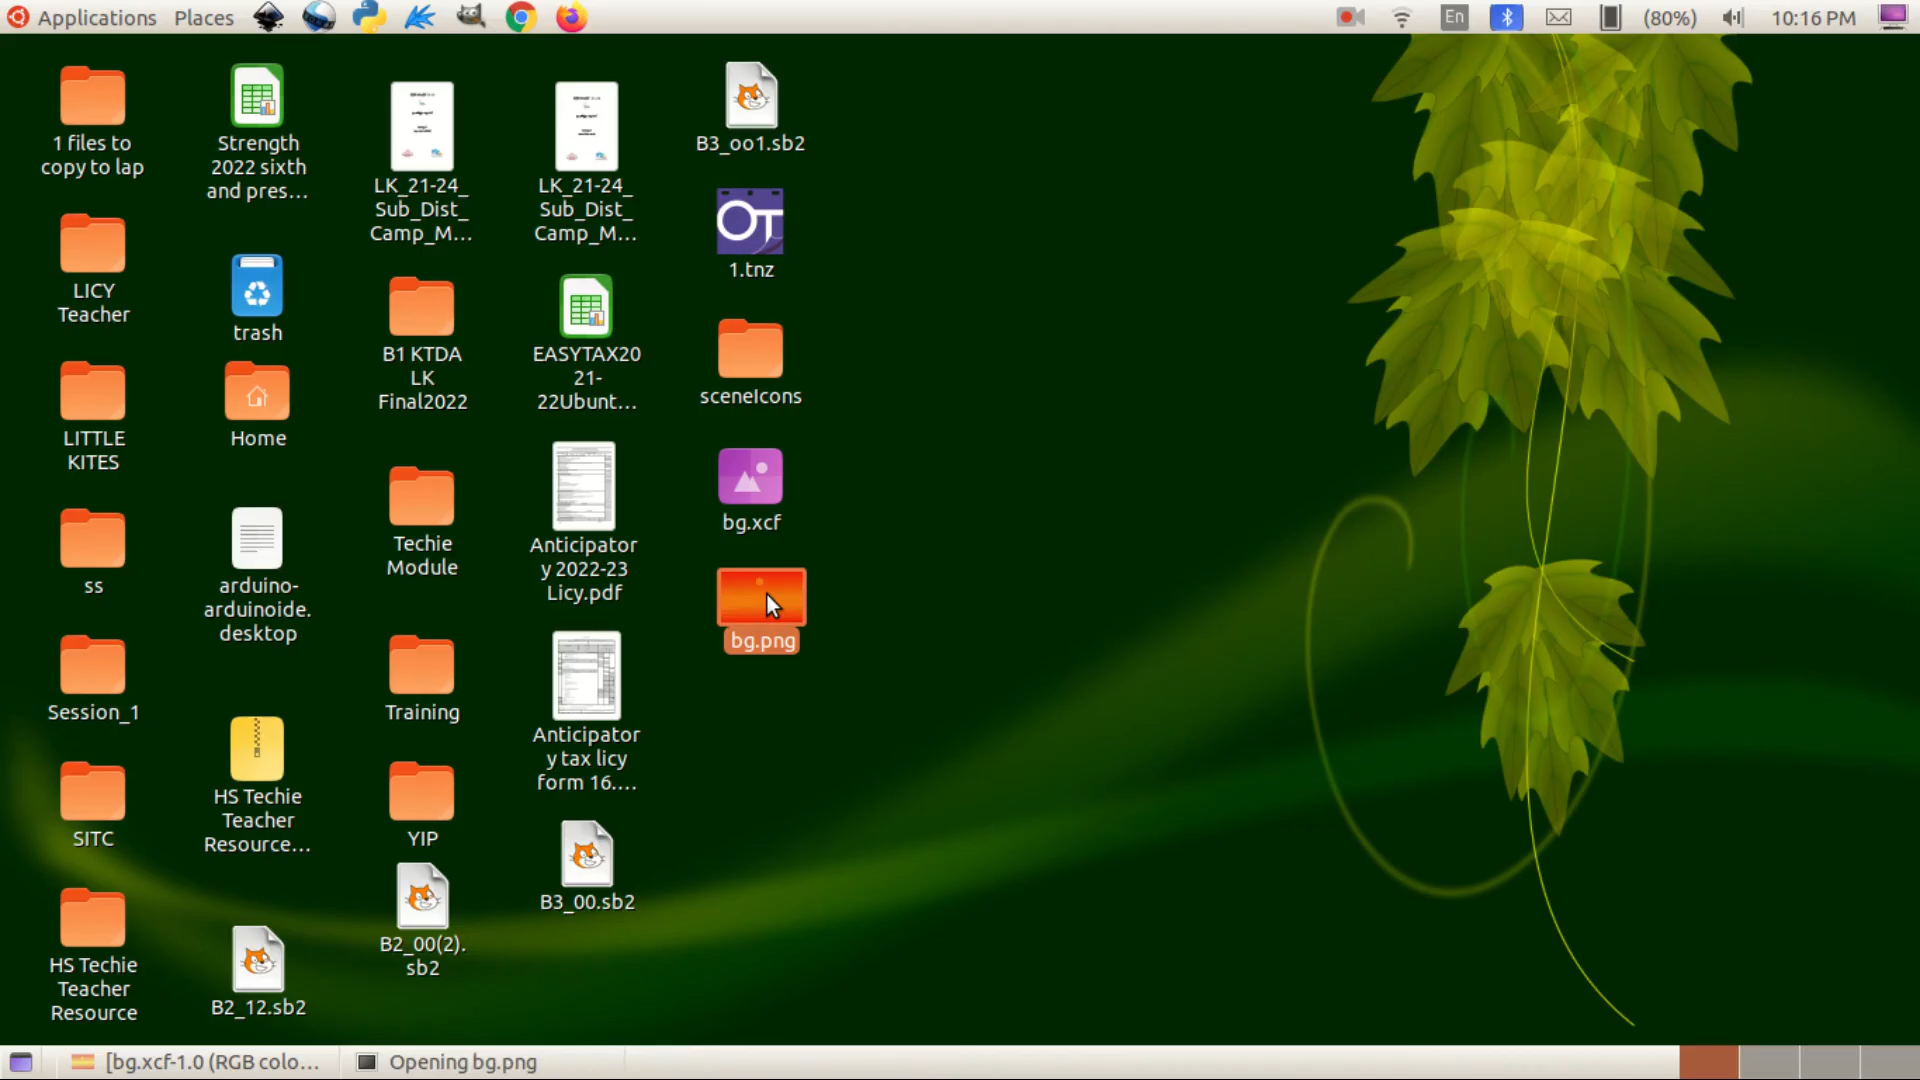 Applications
Places
En
(80%)
10:16 PM
1 files to
copy to lap
LICY
Teacher
LITTLE
KITES
ss
Session_1
SITC
HS Techie
Teacher
Resource
Strength
2022 sixth
and pres...
trash
Home
arduino-
arduinoide.
desktop
HS Techie
Teacher
Resource...
B2_12.sb2
LK_21-24_
Sub_Dist_
Camp_M...
B1 KTDA
LK
Final2022
Techie
Module
Training
YIP
B2_00(2).
sb2
LK_21-24_
Sub_Dist_
Camp_M...
EASYTAX20
21-
22Ubunt...
Anticipator
y 2022-23
Licy.pdf
Anticipator
y tax licy
form 16....
B3_00.sb2
B3_oo1.sb2
OT
1.tnz
sceneIcons
bg.xcf
bg.png
[bg.xcf-1.0 (RGB colo...
Opening bg.png